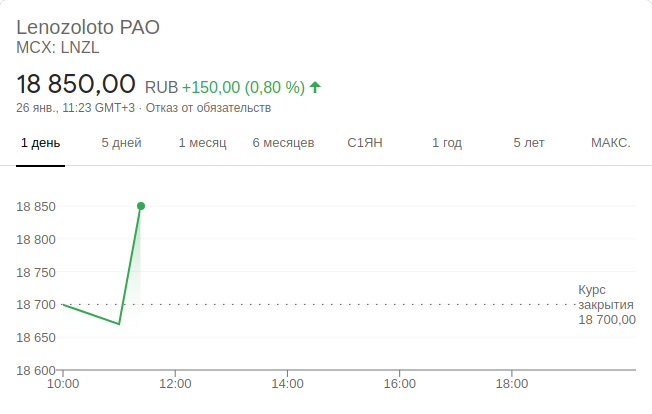 Lenozoloto PAO
MCX: LNZL
18 850,00 RUB +150,00 (0,80 %)
26 янв., 11:23 GMT+3 · Отказ от обязательств
1 день 5 дней 1 месяц 6 месяцев С1ЯН 1 год 5 лет МАКС.
18 850
18 800
18 750
18 700
18 650
18 600
Курс
закрытия
18 700,00
10:00 12:00 14:00 16:00 18:00